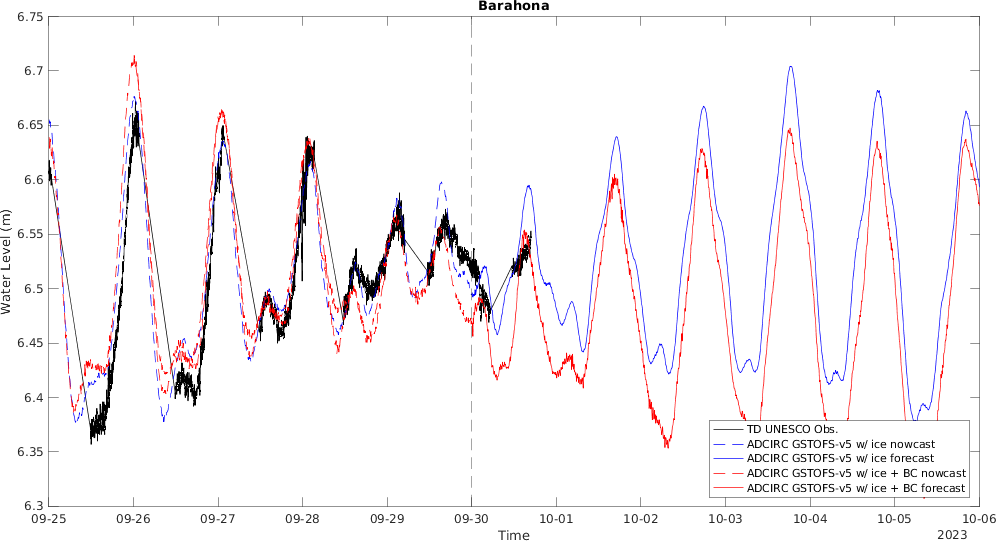 Barahona
6.75
6.7
6.65
6.6
6.55
6.5
6.45
6.4
6.35
6.3
Water Level (m)
TD UNESCO Obs.
ADCIRC GSTOFS-v5 w/ ice nowcast
ADCIRC GSTOFS-v5 w/ ice forecast
ADCIRC GSTOFS-v5 w/ ice + BC nowcast
ADCIRC GSTOFS-v5 w/ ice + BC forecast
09-25 09-26 09-27 09-28 09-29 09-30 10-01 10-02 10-03 10-04 10-05 10-06
Time
2023